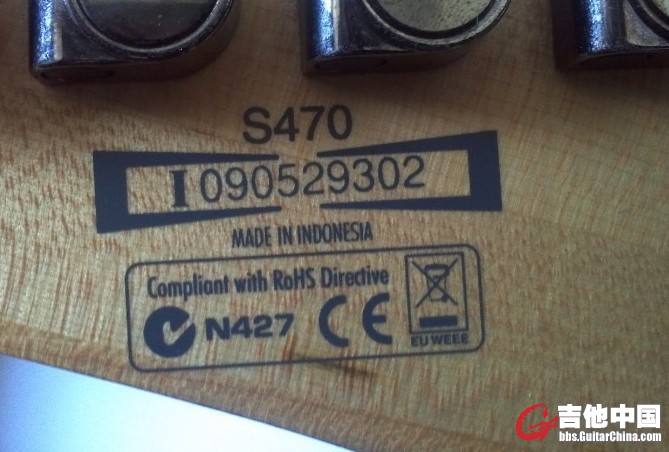 S470
I 090529302
MADE IN INDONESIA
Compliant with RoHS Directive
N427 CE
EU WEEE
吉他中国
bbs.GuitarChina.com